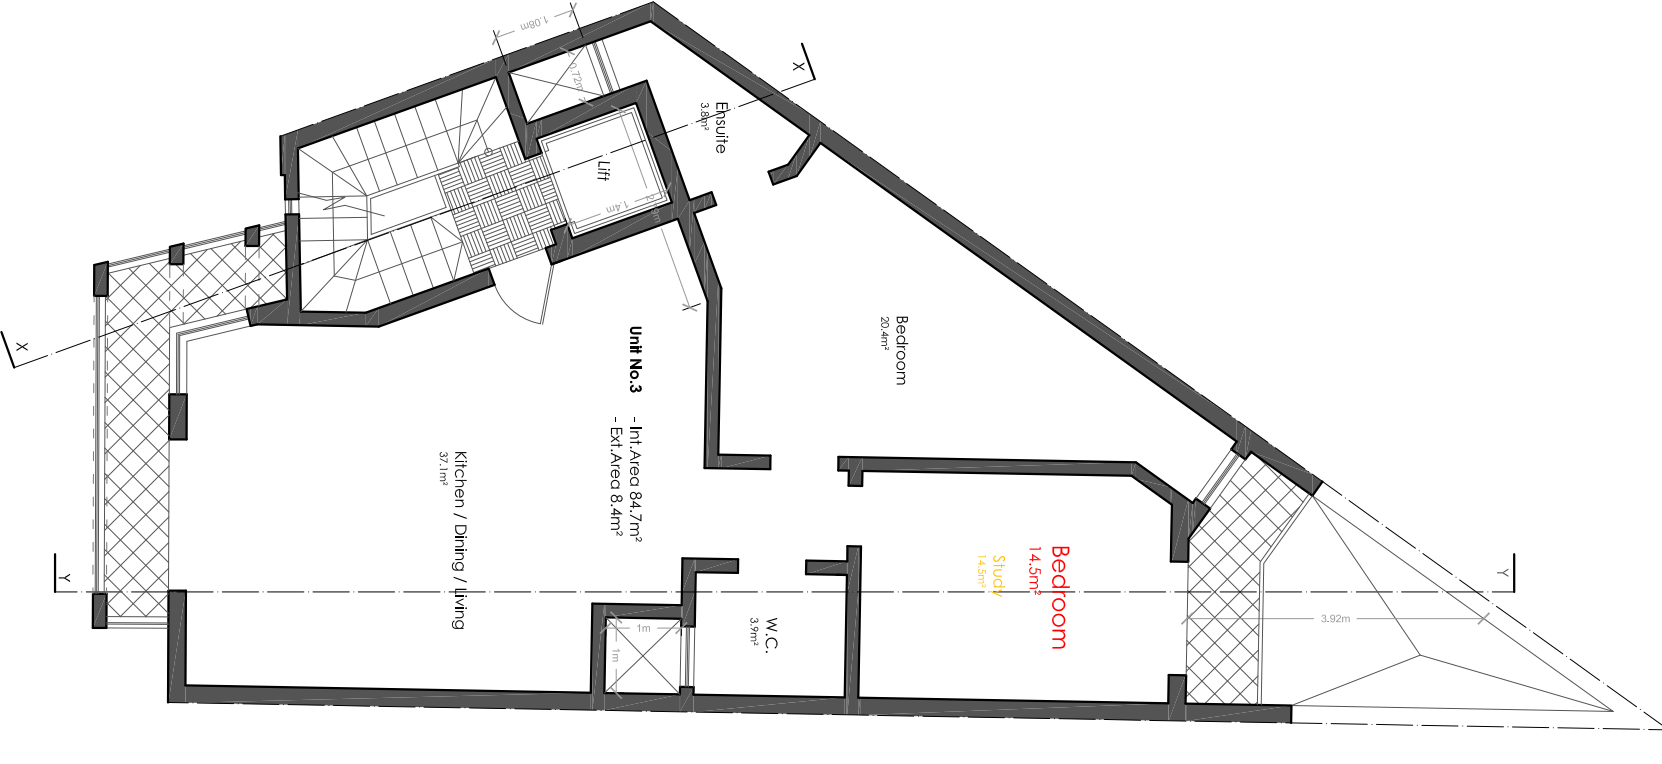 1.08m
0.72m
X
Ensuite
3.8m²
Lift
1.4m
X
Bedroom
20.4m²
Unit No.3
- Int.Area 84.7m²
- Ext.Area 8.4m²
Kitchen / Dining / Living
37.1m²
Bedroom
14.5m²
Study
14.5m²
Y
Y
3.92m
W.C.
3.9m²
1m
1m